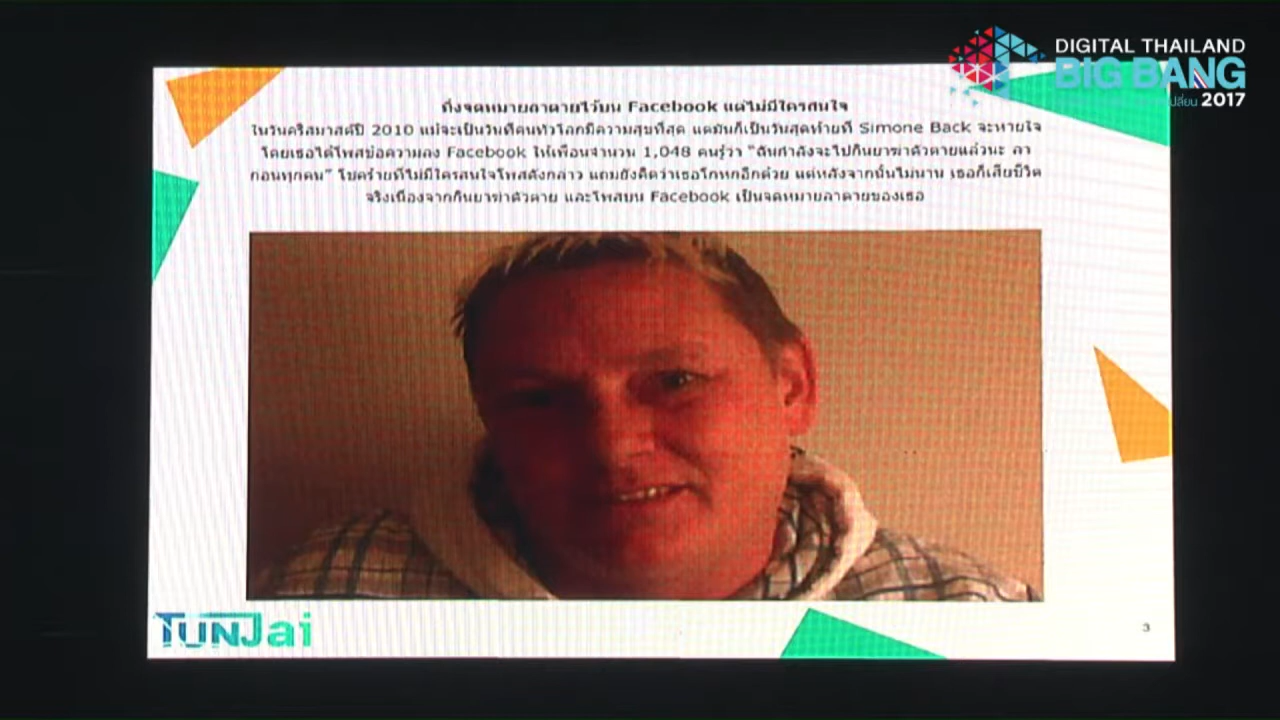 DIGITAL THAILAND
BIG BANG
เปลี่ยน 2017
ทิ้งจดหมายลาตายไว้บน Facebook แต่ไม่มีใครสนใจ
ในวันคริสมาสต์ปี 2010 แม้จะเป็นวันที่คนทั่วโลกมีความสุขที่สุด แต่มันก็เป็นวันสุดท้ายที่ Simone Back จะหายใจ
โดยเธอได้โพสข้อความลง Facebook ให้เพื่อนจำนวน 1,048 คนรู้ว่า “ฉันกำลังจะไปกินยาฆ่าตัวตายแล้วนะ ลา
ก่อนทุกคน” โชคร้ายที่ไม่มีใครสนใจโพสดังกล่าว แถมยังคิดว่าเธอโกหกอีกด้วย แต่หลังจากนั้นไม่นาน เธอก็เสียชีวิต
จริงเนื่องจากกินยาฆ่าตัวตาย และโพสบน Facebook เป็นจดหมายลาตายของเธอ
TUNJai
3